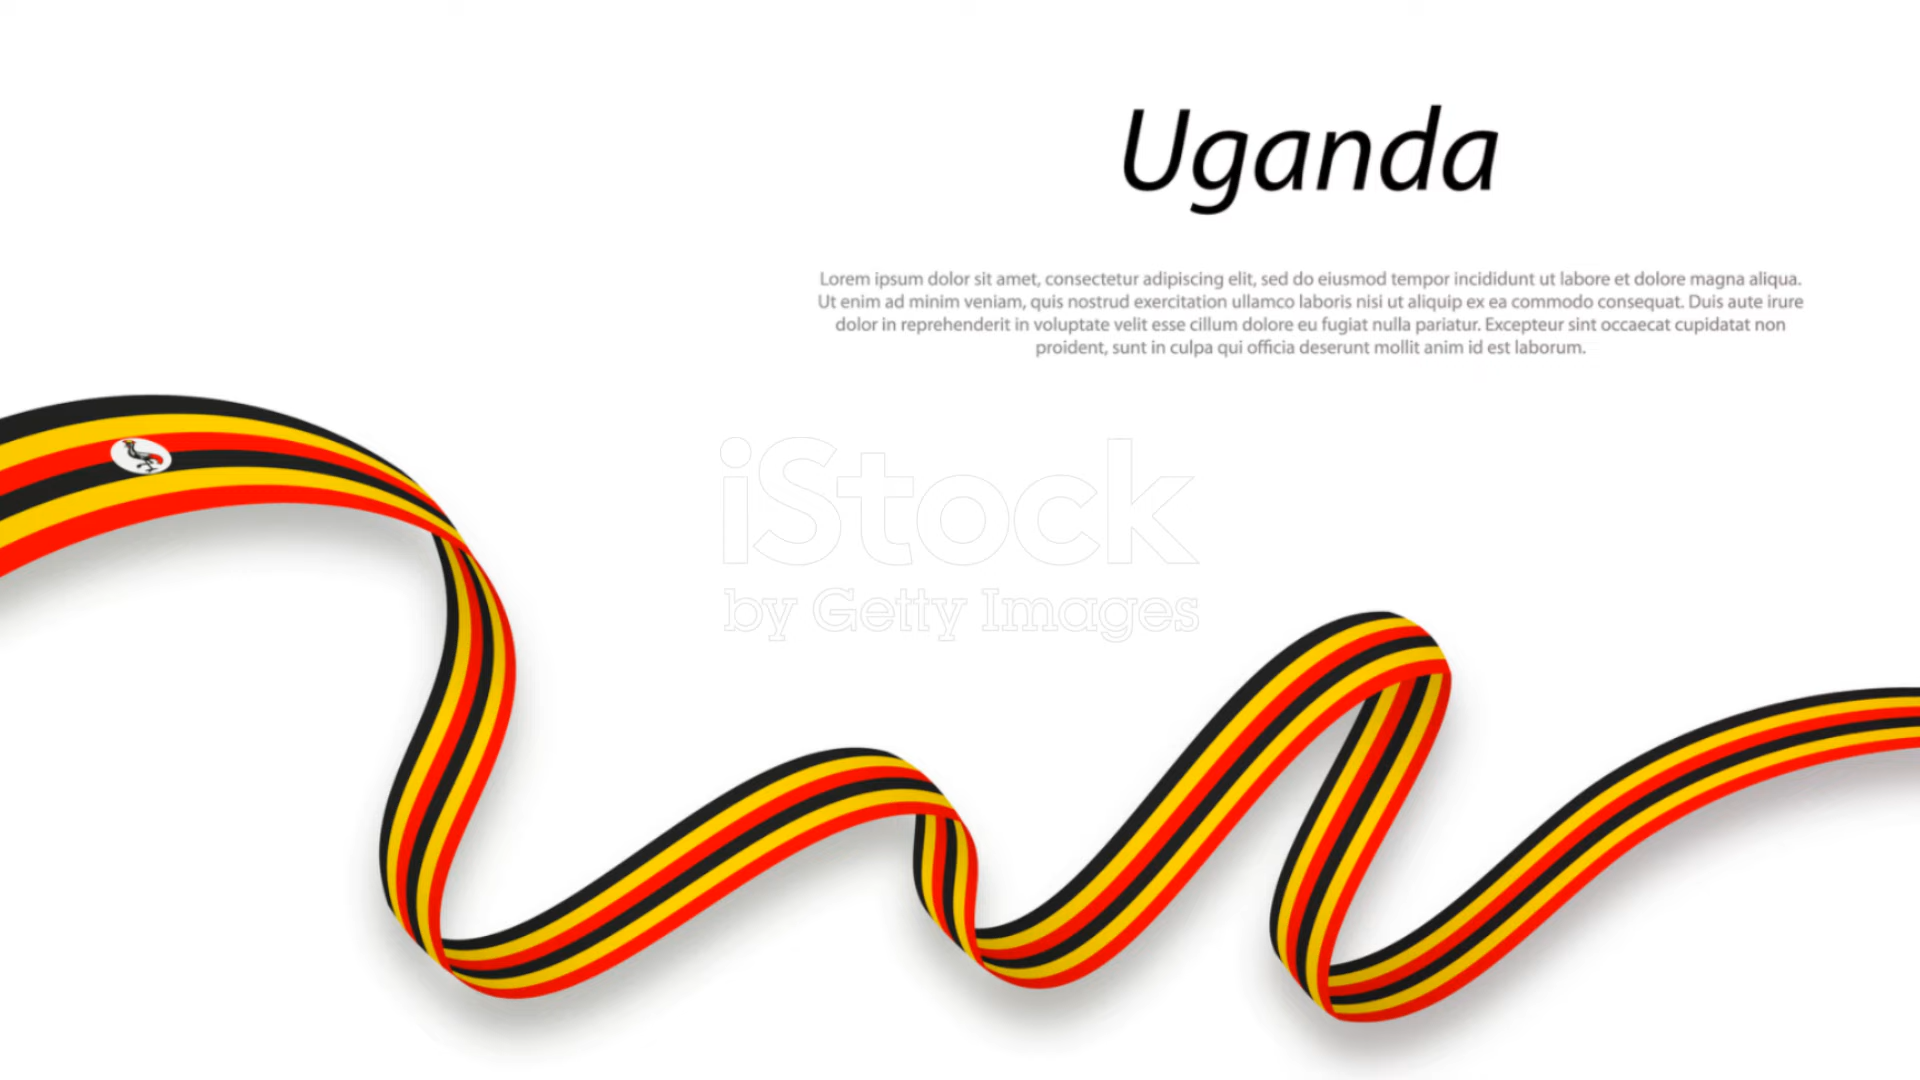 Uganda
Lorem ipsum dolor sit amet, consectetur adipiscing elit, sed do eiusmod tempor incididunt ut labore et dolore magna aliqua.
Ut enim ad minim veniam, quis nostrud exercitation ullamco laboris nisi ut aliquip ex ea commodo consequat. Duis aute irure
dolor in reprehenderit in voluptate velit esse cillum dolore eu fugiat nulla pariatur. Excepteur sint occaecat cupidatat non
proident, sunt in culpa qui officia deserunt mollit anim id est laborum.
iStock
by Getty Images